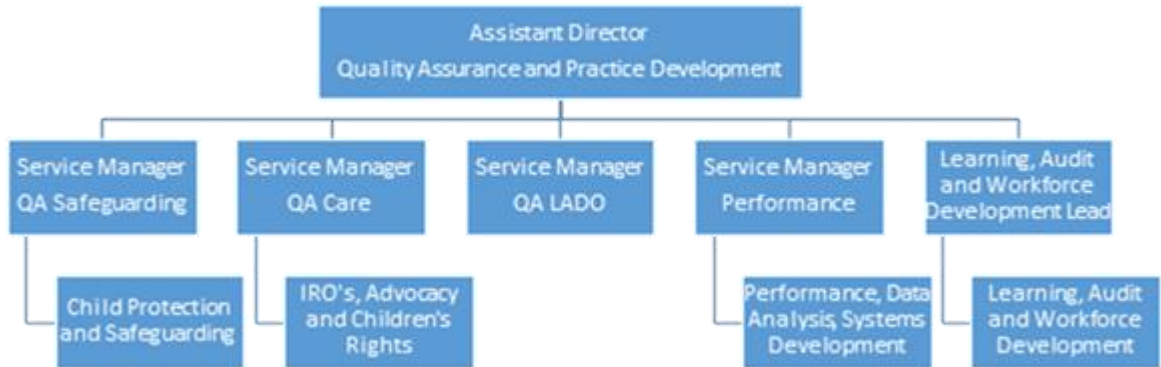 Assistant Director
Quality Assurance and Practice Development
Service Manager
QA Safeguarding
Service Manager
QA Care
Service Manager
QA LADO
Service Manager
Performance
Learning, Audit
and Workforce
Development Lead
Child Protection
and Safeguarding
IRO's, Advocacy
and Children's
Rights
Performance, Data
Analysis, Systems
Development
Learning, Audit
and Workforce
Development